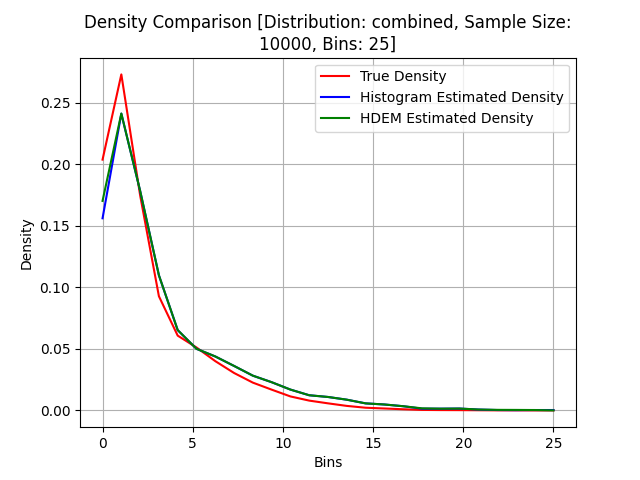 Density Comparison [Distribution: combined, Sample Size:
10000, Bins: 25]
True Density
Histogram Estimated Density
HDEM Estimated Density
Density
0.25
0.20
0.15
0.10
0.05
0.00
0 5 10 15 20 25
Bins